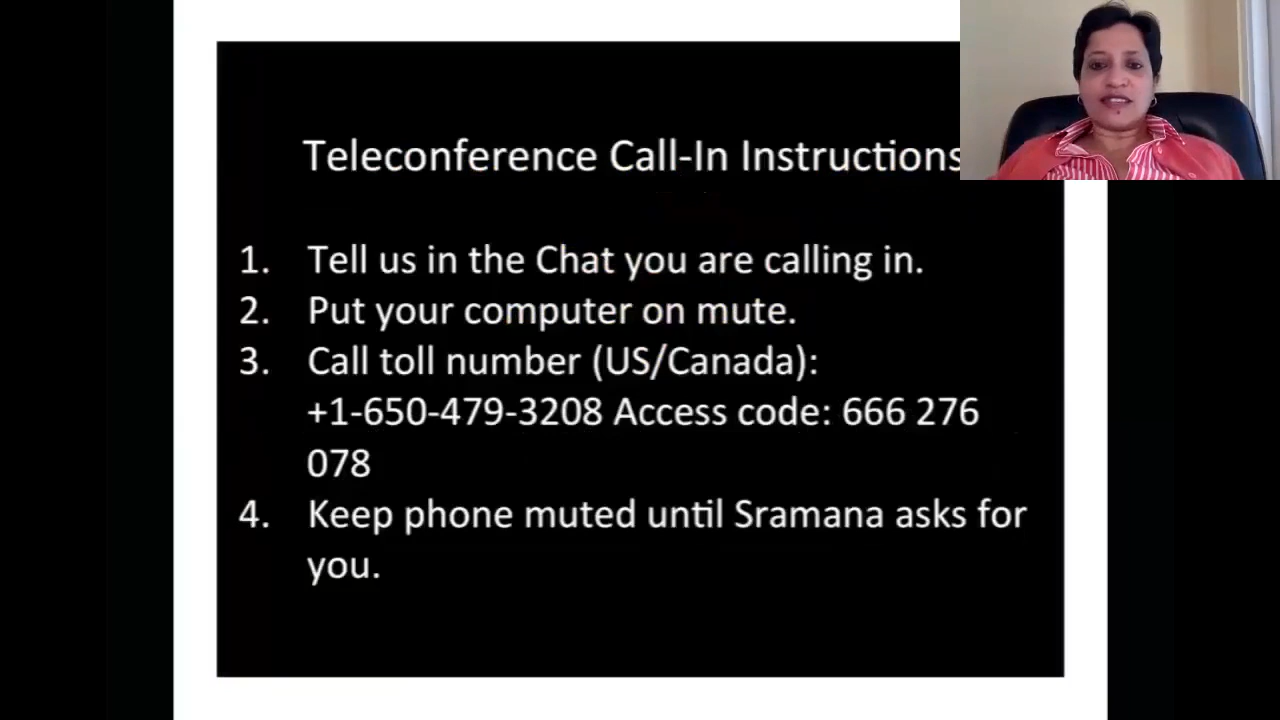 Teleconference Call-In Instructions
1. Tell us in the Chat you are calling in.
2. Put your computer on mute.
3. Call toll number (US/Canada):
+1-650-479-3208 Access code: 666 276
078
4. Keep phone muted until Sramana asks for
you.